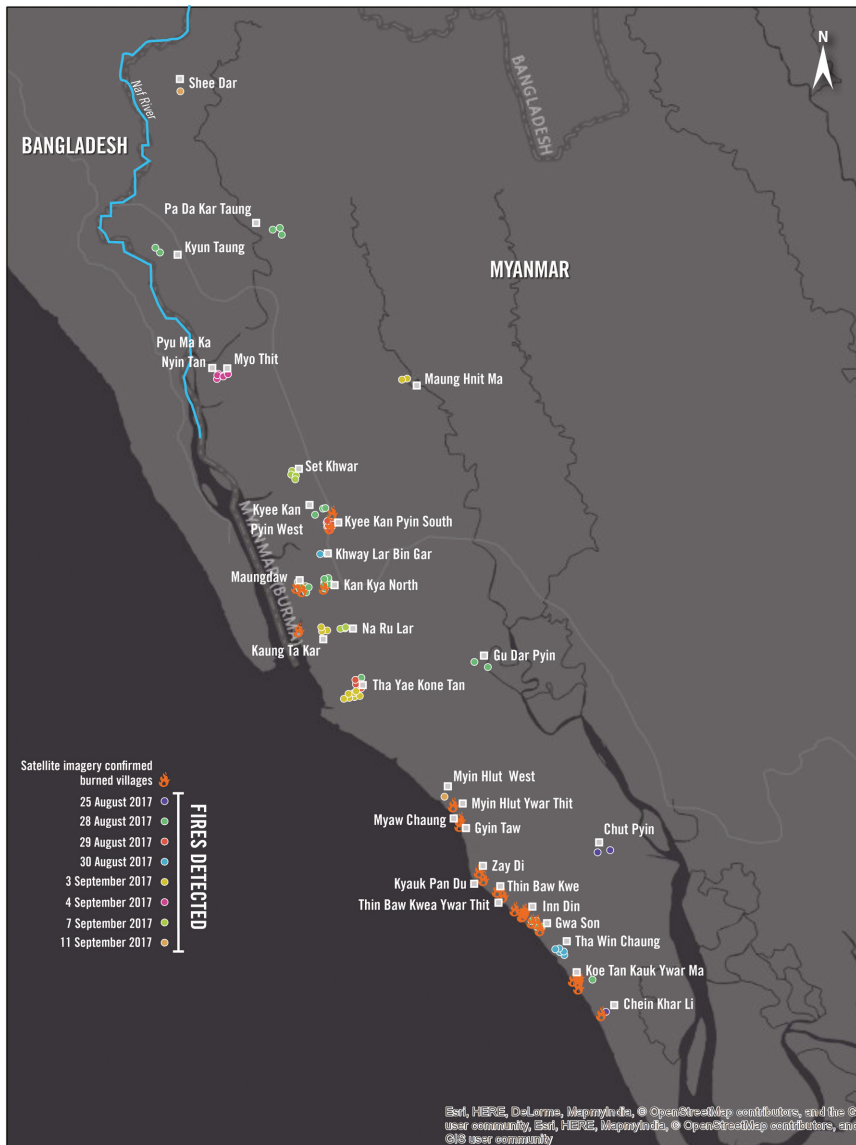 N
Shee Dar
Naf River
BANGLADESH
BANGLADESH
Pa Da Kar Taung
Kyun Taung
MYANMAR
Pyu Ma Ka
Nyin Tan
Myo Thit
Maung Hnit Ma
Set Khwar
Kyee Kan
Pyin West
Kyee Kan Pyin South
MYANMAR (BURMA)
Khway Lar Bin Gar
Maungdaw
Kan Kya North
Na Ru Lar
Kaung Ta Kar
Gu Dar Pyin
Tha Yae Kone Tan
Myin Hlut West
Myin Hlut Ywar Thit
Myaw Chaung
Gyin Taw
Chut Pyin
Zay Di
Kyauk Pan Du
Thin Baw Kwe
Thin Baw Kwea Ywar Thit
Inn Din
Gwa Son
Tha Win Chaung
Koe Tan Kauk Ywar Ma
Chein Khar Li
Satellite imagery confirmed
burned villages
25 August 2017
28 August 2017
29 August 2017
30 August 2017
3 September 2017
4 September 2017
7 September 2017
11 September 2017
FIRES DETECTED
Esri, HERE, DeLorme, MapmyIndia, © OpenStreetMap contributors, and the G
user community, Esri, HERE, MapmyIndia, © OpenStreetMap contributors, and
GIS user community